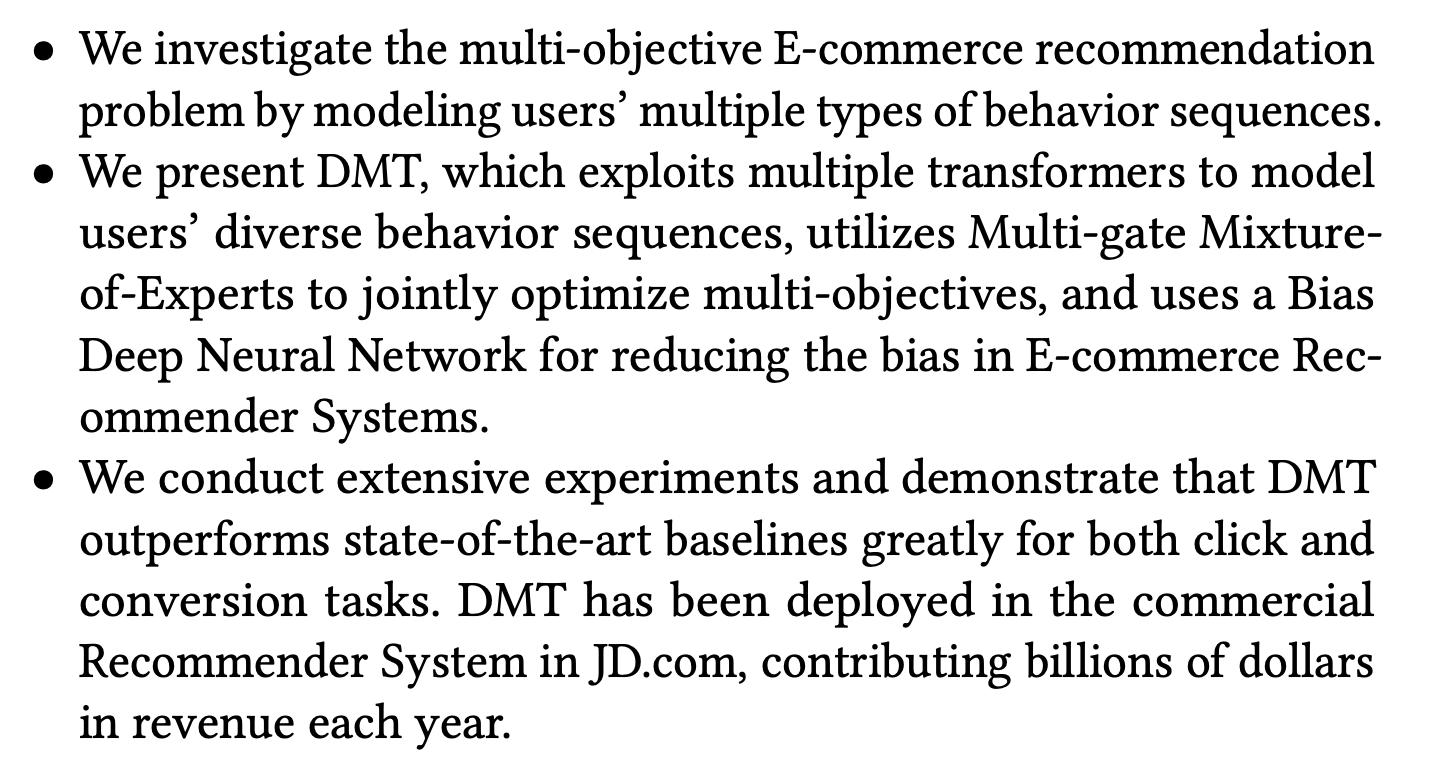 • We investigate the multi-objective E-commerce recommendation
problem by modeling users’ multiple types of behavior sequences.
• We present DMT, which exploits multiple transformers to model
users’ diverse behavior sequences, utilizes Multi-gate Mixture-
of-Experts to jointly optimize multi-objectives, and uses a Bias
Deep Neural Network for reducing the bias in E-commerce Rec-
ommender Systems.
• We conduct extensive experiments and demonstrate that DMT
outperforms state-of-the-art baselines greatly for both click and
conversion tasks. DMT has been deployed in the commercial
Recommender System in JD.com, contributing billions of dollars
in revenue each year.